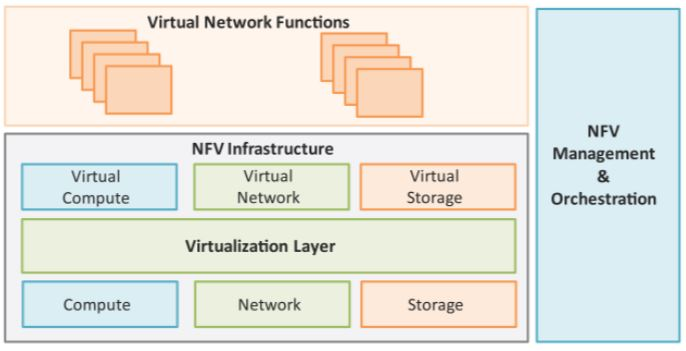 Virtual Network Functions
NFV Infrastructure
Virtual
Compute
Virtual
Network
Virtual
Storage
Virtualization Layer
Compute
Network
Storage
NFV
Management
&
Orchestration